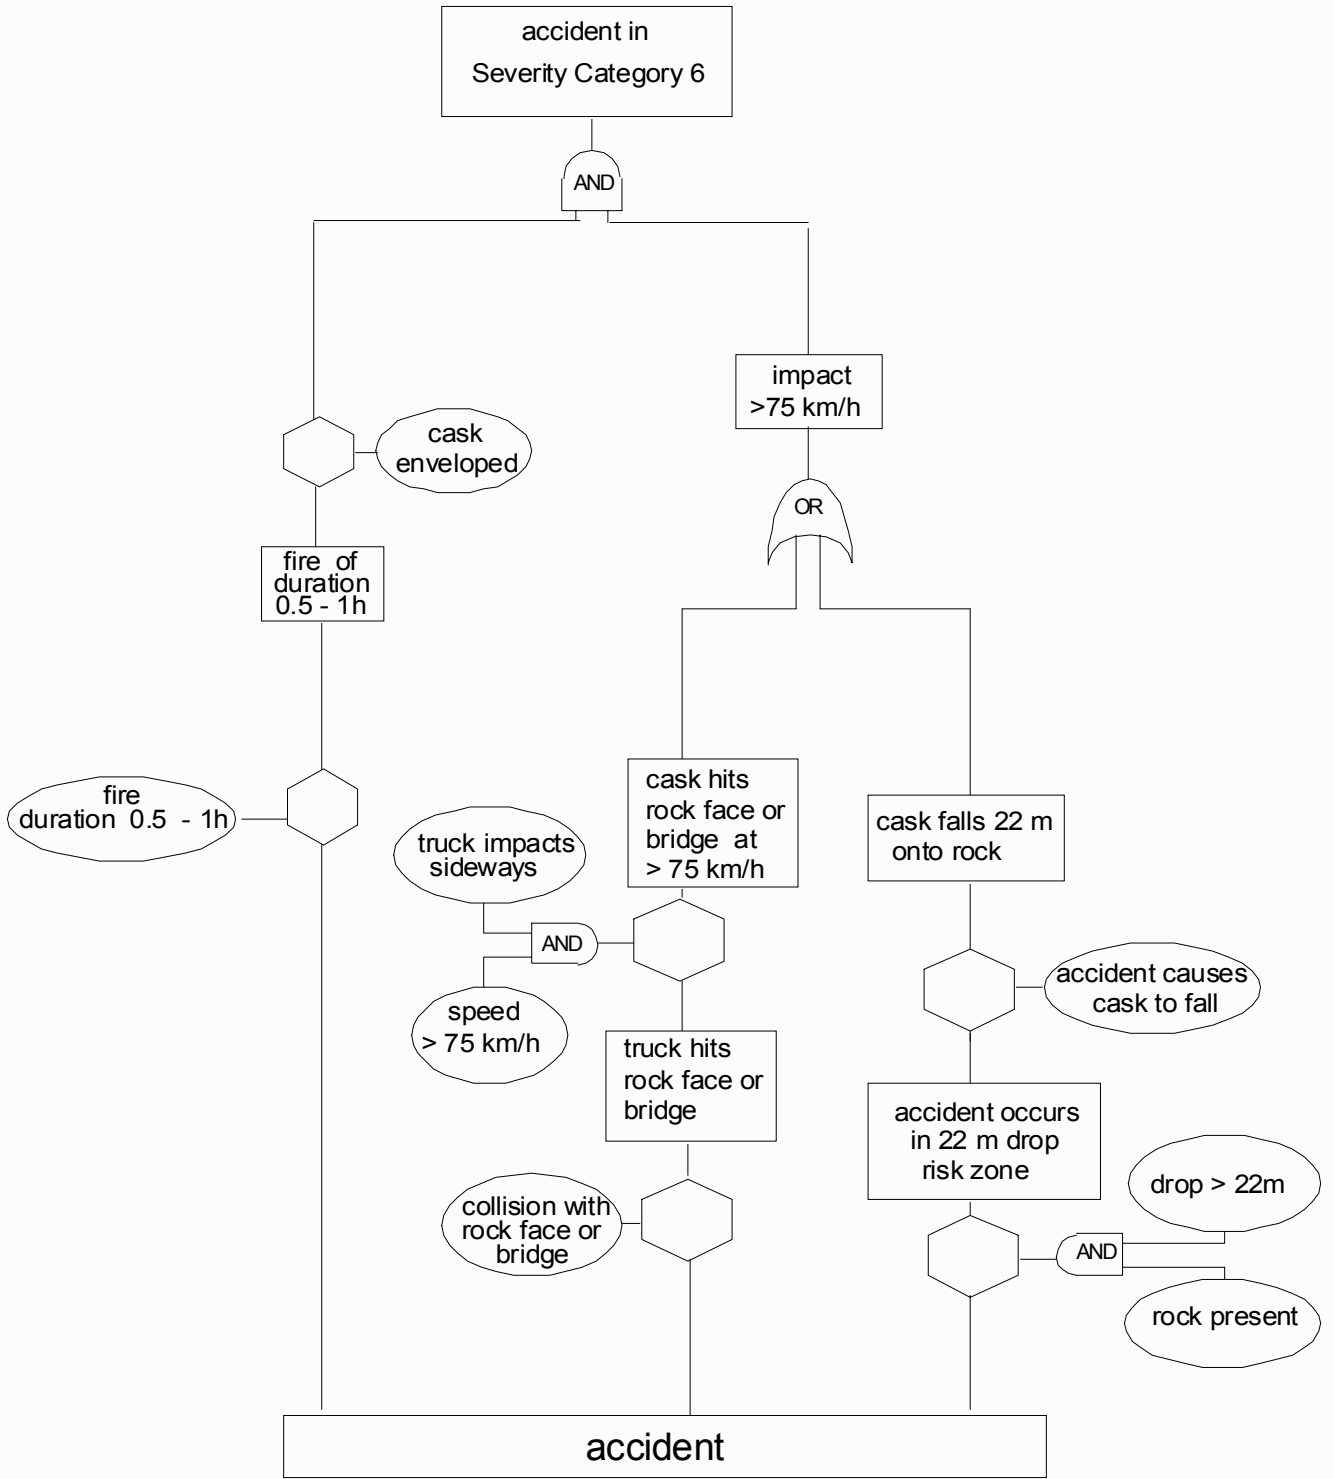 accident in
Severity Category 6
AND
impact
>75 km/h
cask
enveloped
OR
fire of
duration
0.5 - 1h
cask hits
rock face or
bridge at
> 75 km/h
fire
duration 0.5 - 1h
truck impacts
sideways
cask falls 22 m
onto rock
AND
accident causes
cask to fall
speed
> 75 km/h
truck hits
rock face or
bridge
accident occurs
in 22 m drop
risk zone
drop > 22m
collision with
rock face or
bridge
AND
rock present
accident